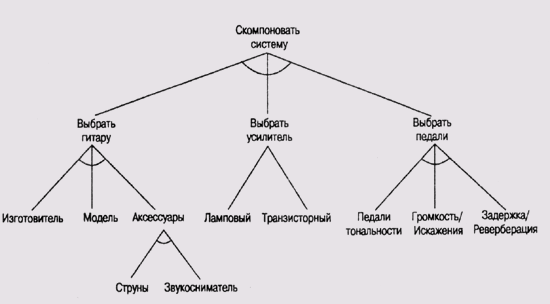 Скомпоновать
систему
Выбрать
гитару
Выбрать
усилитель
Выбрать
педали
Изготовитель
Модель
Аксессуары
Ламповый
Транзисторный
Педали
тональности
Громкость/
Искажения
Задержка/
Реверберация
Струны
Звукосниматель